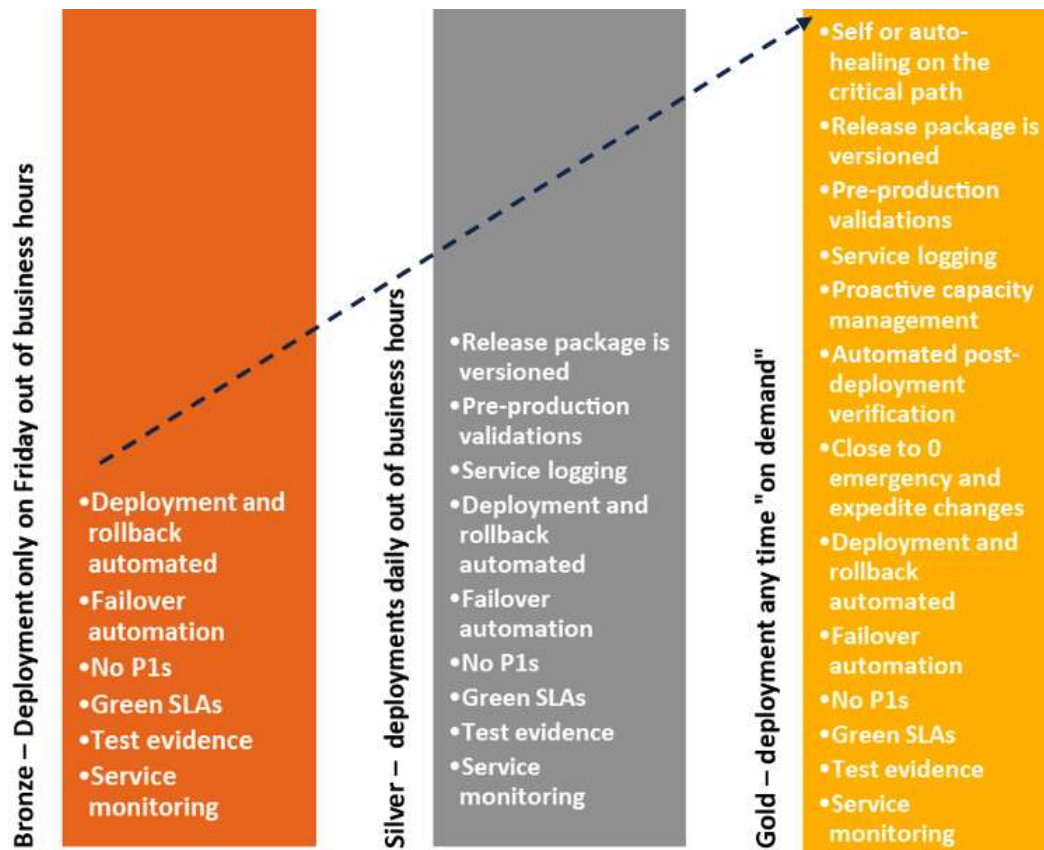 Bronze – Deployment only on Friday out of business hours
•Deployment and
rollback
automated
•Failover
automation
•No P1s
•Green SLAs
•Test evidence
•Service
monitoring
Silver – deployments daily out of business hours
•Release package is
versioned
•Pre-production
validations
•Service logging
•Deployment and
rollback
automated
•Failover
automation
•No P1s
•Green SLAs
•Test evidence
•Service
monitoring
Gold – deployment any time "on demand"
•Self or auto-
healing on the
critical path
•Release package is
versioned
•Pre-production
validations
•Service logging
•Proactive capacity
management
•Automated post-
deployment
verification
•Close to 0
emergency and
expedite changes
•Deployment and
rollback
automated
•Failover
automation
•No P1s
•Green SLAs
•Test evidence
•Service
monitoring